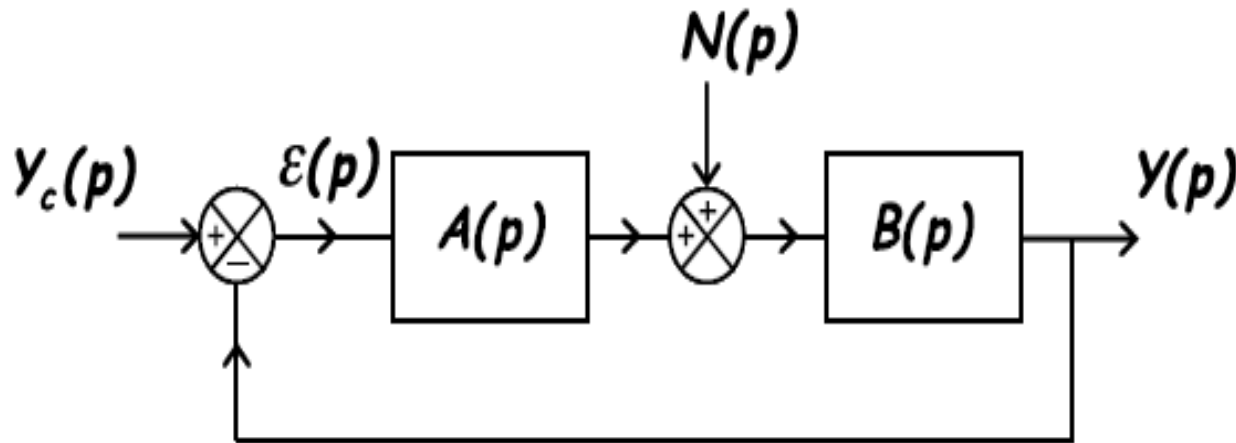 N(p)
Y_c(p)
ε(p)
A(p)
B(p)
Y(p)
+
−
+
+